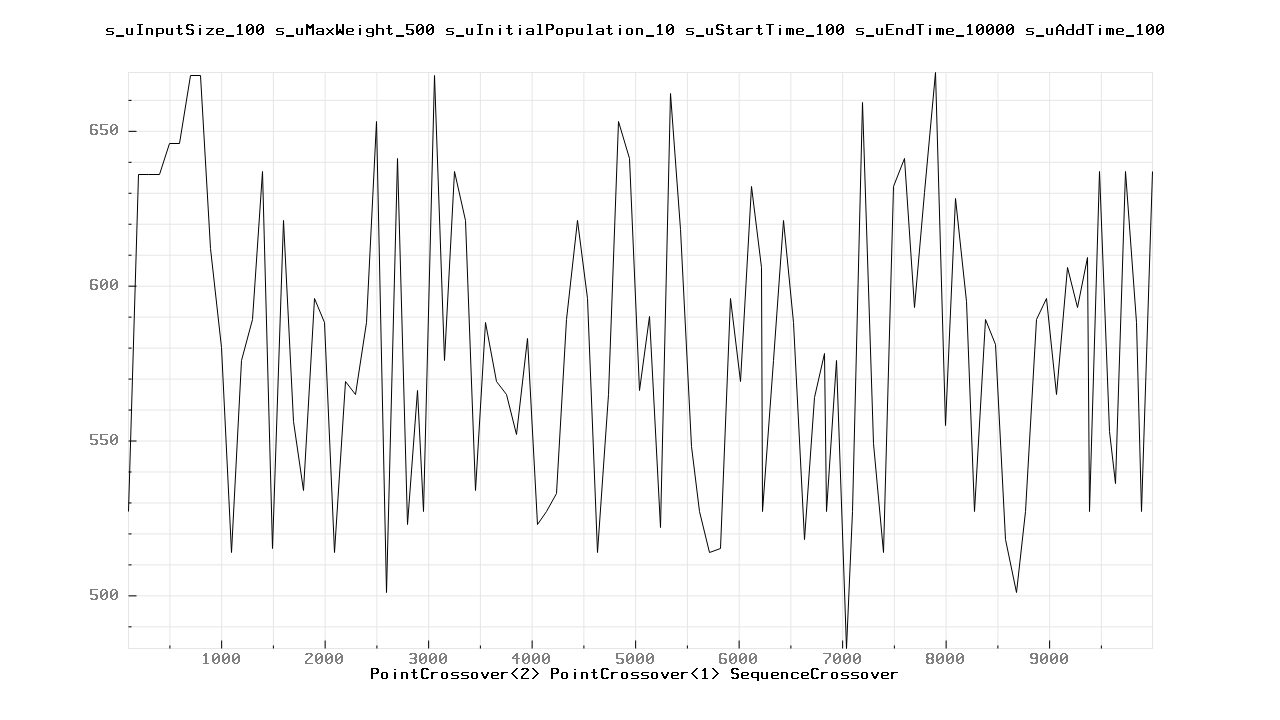 s_uInputSize_100 s_uMaxWeight_500 s_uInitialPopulation_10 s_uStartTime_100 s_uEndTime_10000 s_uAddTime_100
650
600
550
500
1000 2000 3000 4000 5000 6000 7000 8000 9000
PointCrossover<2> PointCrossover<1> SequenceCrossover